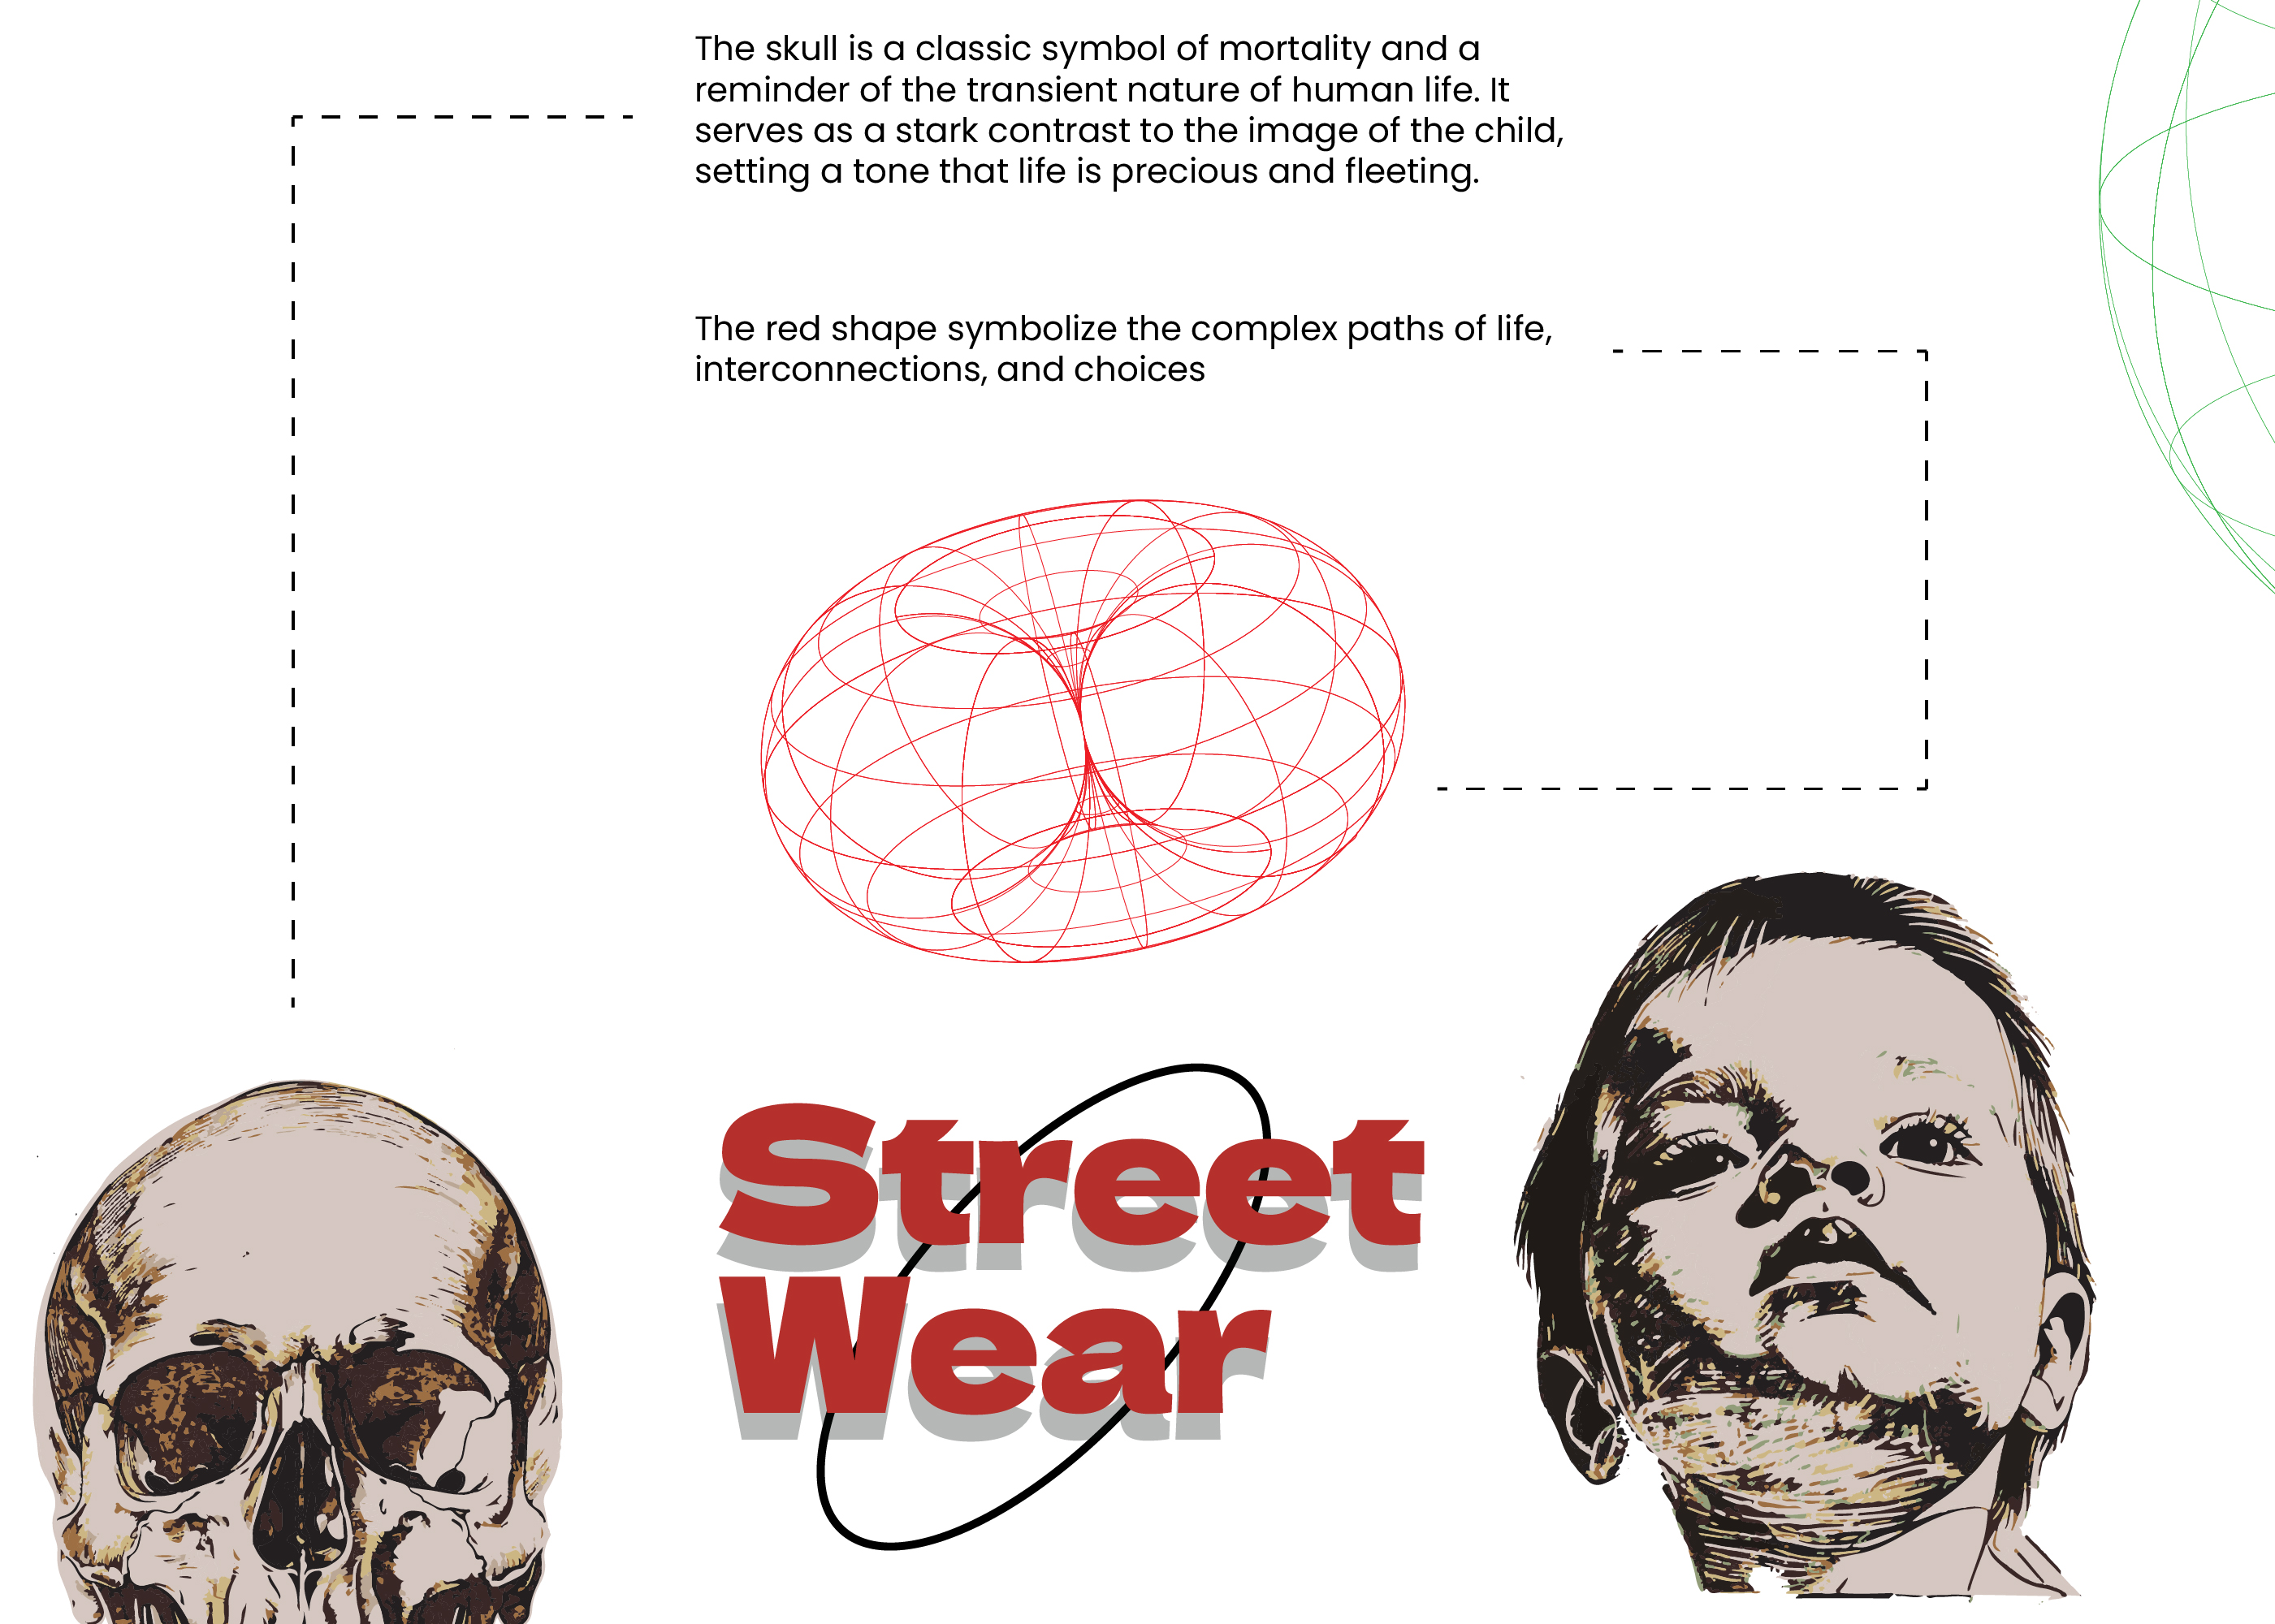 The skull is a classic symbol of mortality and a
reminder of the transient nature of human life. It
serves as a stark contrast to the image of the child,
setting a tone that life is precious and fleeting.
The red shape symbolize the complex paths of life,
interconnections, and choices
Street
Wear